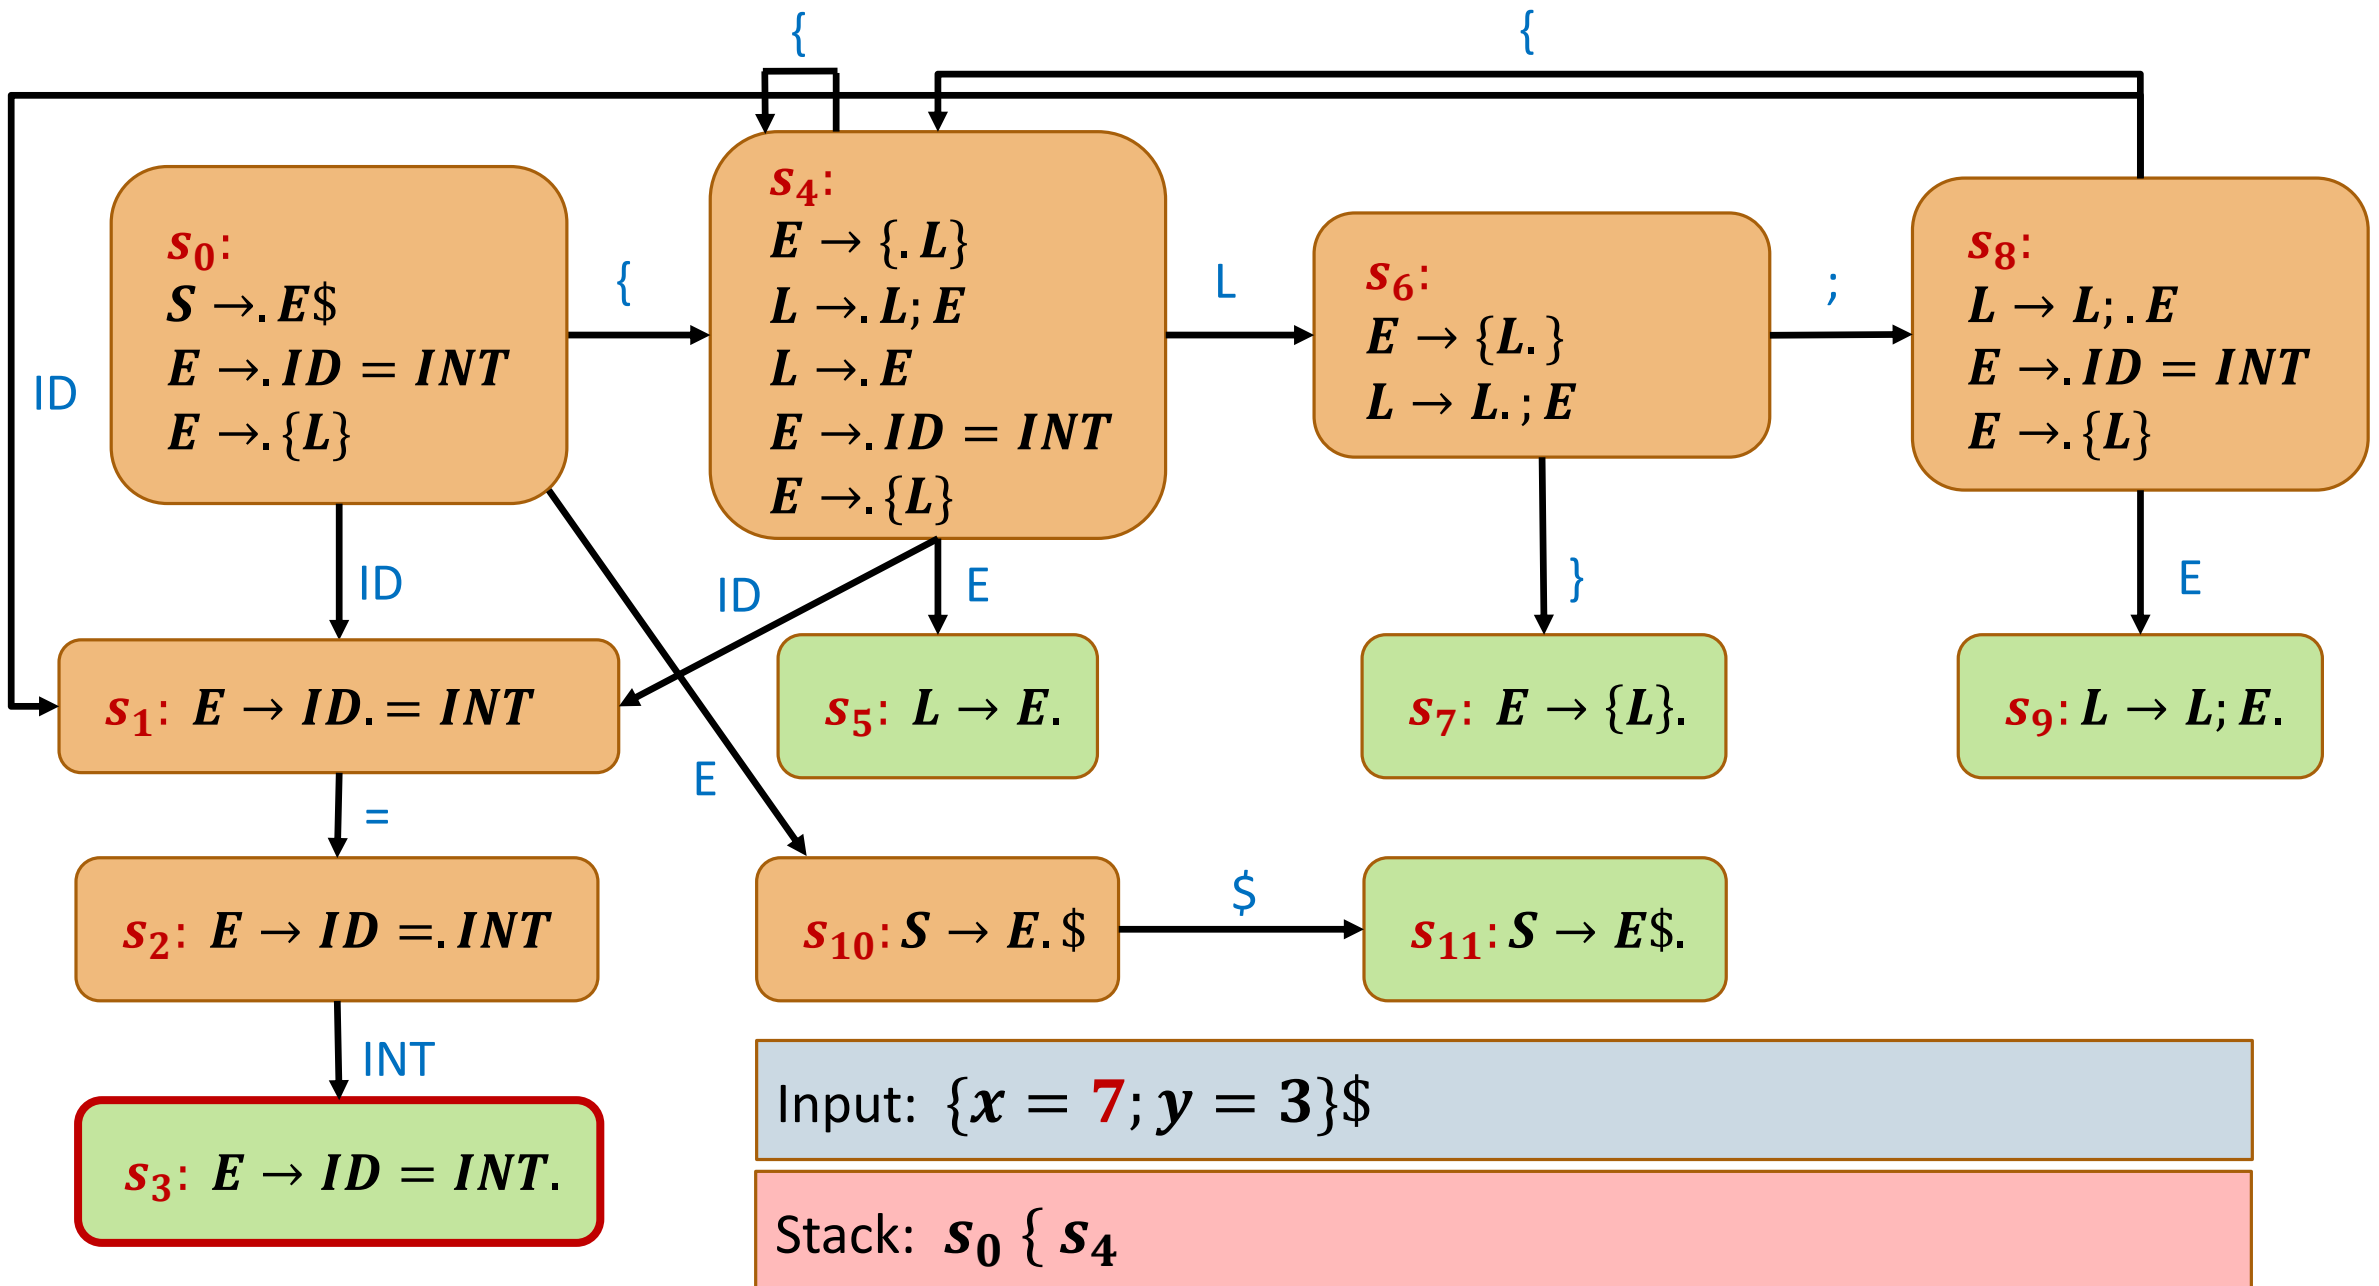 {
{
s₀:
S →. E$
E →. ID = INT
E →. {L}
{
s₄:
E → {. L}
L →. L; E
L →. E
E →. ID = INT
E →. {L}
L
s₆:
E → {L. }
L → L. ; E
;
s₈:
L → L; . E
E →. ID = INT
E →. {L}
ID
ID
ID
E
}
E
s₁: E → ID. = INT
s₅: L → E.
s₇: E → {L}.
s₉: L → L; E.
E
=
s₂: E → ID =. INT
s₁₀: S → E. $
$
s₁₁: S → E$.
INT
s₃: E → ID = INT.
Input: {x = 7; y = 3}$
Stack: s₀ { s₄